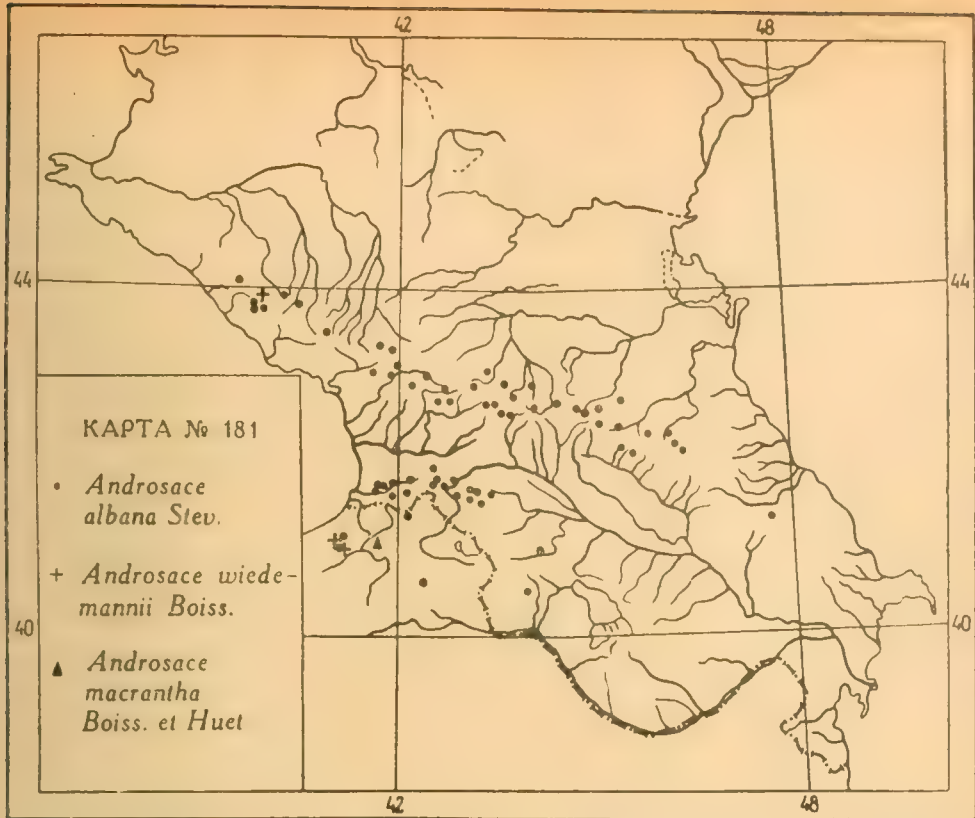 42 48
44 44
КАРТА № 181
• Androsace
albana Stev.
+ Androsace wiede-
mannii Boiss.
▲ Androsace
macrantha
Boiss. et Huet
40 40
42 48